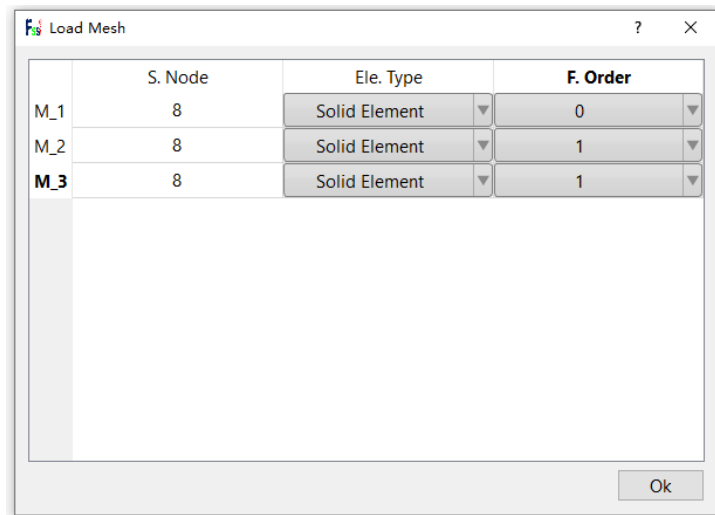 Fssi Load Mesh ? ×
S. Node Ele. Type F. Order
M_1 8 Solid Element 0
M_2 8 Solid Element 1
M_3 8 Solid Element 1
Ok